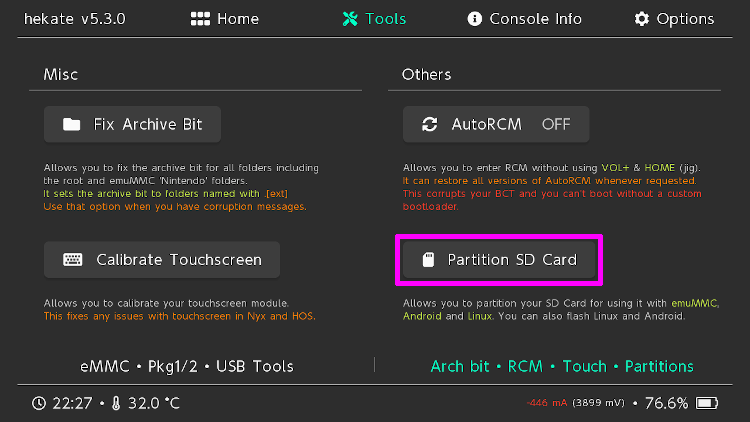 hekate v5.3.0 Home Tools Console Info Options
Misc
Fix Archive Bit
Allows you to fix the archive bit for all folders including
the root and emuMMC 'Nintendo' folders.
It sets the archive bit to folders named with .[ext]
Use that option when you have corruption messages.
Calibrate Touchscreen
Allows you to calibrate your touchscreen module.
This fixes any issues with touchscreen in Nyx and HOS.
Others
AutoRCM OFF
Allows you to enter RCM without using VOL+ & HOME (jig).
It can restore all versions of AutoRCM whenever requested.
This corrupts your BCT and you can't boot without a custom
bootloader.
Partition SD Card
Allows you to partition your SD Card for using it with emuMMC,
Android and Linux. You can also flash Linux and Android.
eMMC • Pkg1/2 • USB Tools
Arch bit • RCM • Touch • Partitions
22:27 • 32.0 °C
-446 mA (3899 mV) • 76.6%